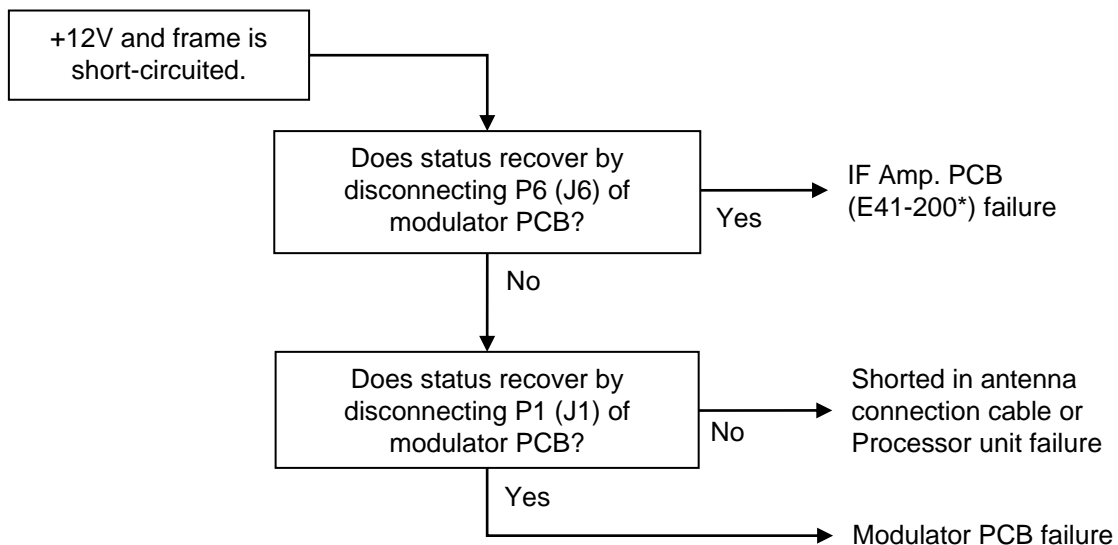 +12V and frame is
short-circuited.
Does status recover by
disconnecting P6 (J6) of
modulator PCB?
Yes
IF Amp. PCB
(E41-200*) failure
No
Does status recover by
disconnecting P1 (J1) of
modulator PCB?
No
Shorted in antenna
connection cable or
Processor unit failure
Yes
Modulator PCB failure